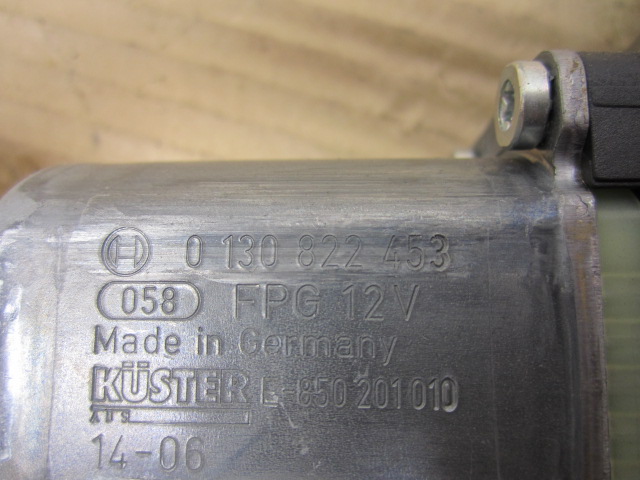 0 130 822 453
058 FPG 12V
Made in Germany
KÜSTER L-850 201 010
14-06